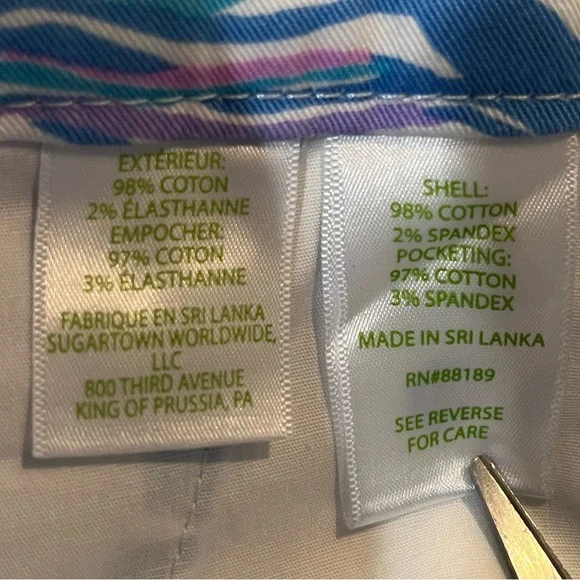 EXTÉRIEUR:
98% COTON
2% ÉLASTHANNE
EMPOCHER:
97% COTON
3% ÉLASTHANNE
FABRIQUE EN SRI LANKA
SUGARTOWN WORLDWIDE,
LLC
800 THIRD AVENUE
KING OF PRUSSIA, PA
SHELL:
98% COTTON
2% SPANDEX
POCKETING:
97% COTTON
3% SPANDEX
MADE IN SRI LANKA
RN#88189
SEE REVERSE
FOR CARE